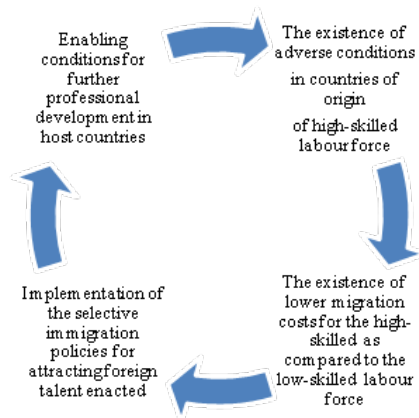 Enabling
conditions for
further
professional
development in
host countries
The existence of
adverse conditions
in countries of
origin
of high-skilled
labour force
The existence of
lower migration
costs for the high-
skilled as
compared to the
low-skilled labour
force
Implementation of
the selective
immigration
policies for
attracting foreign
talent enacted